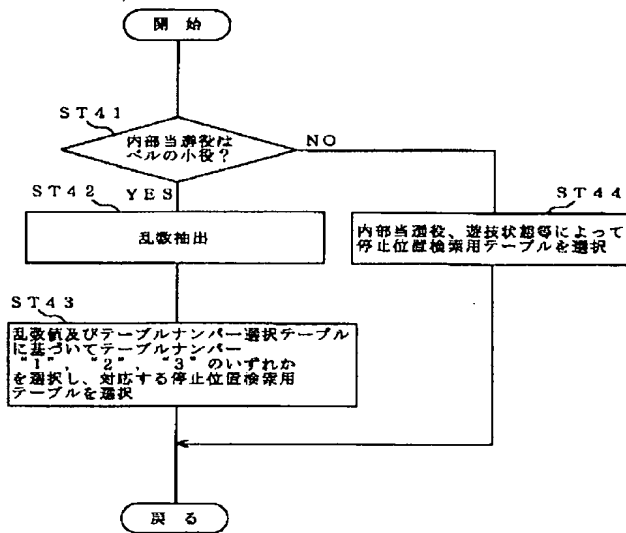 開 始
ST41
内部当選役は
ベルの小役？
NO
ST42
YES
ST44
乱数抽出
内部当選役、遊技状態等によって
停止位置検索用テーブルを選択
ST43
乱数値及びテーブルナンバー選択テーブル
に基づいてテーブルナンバー
“1”，“2”，“3”のいずれか
を選択し、対応する停止位置検索用
テーブルを選択
戻 る